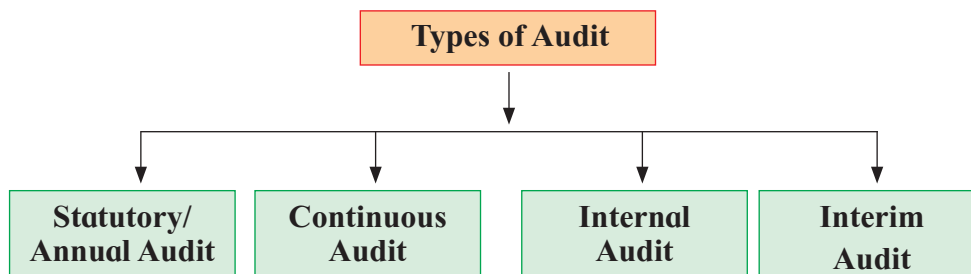 Types of Audit
Statutory/
Annual Audit
Continuous
Audit
Internal
Audit
Interim
Audit